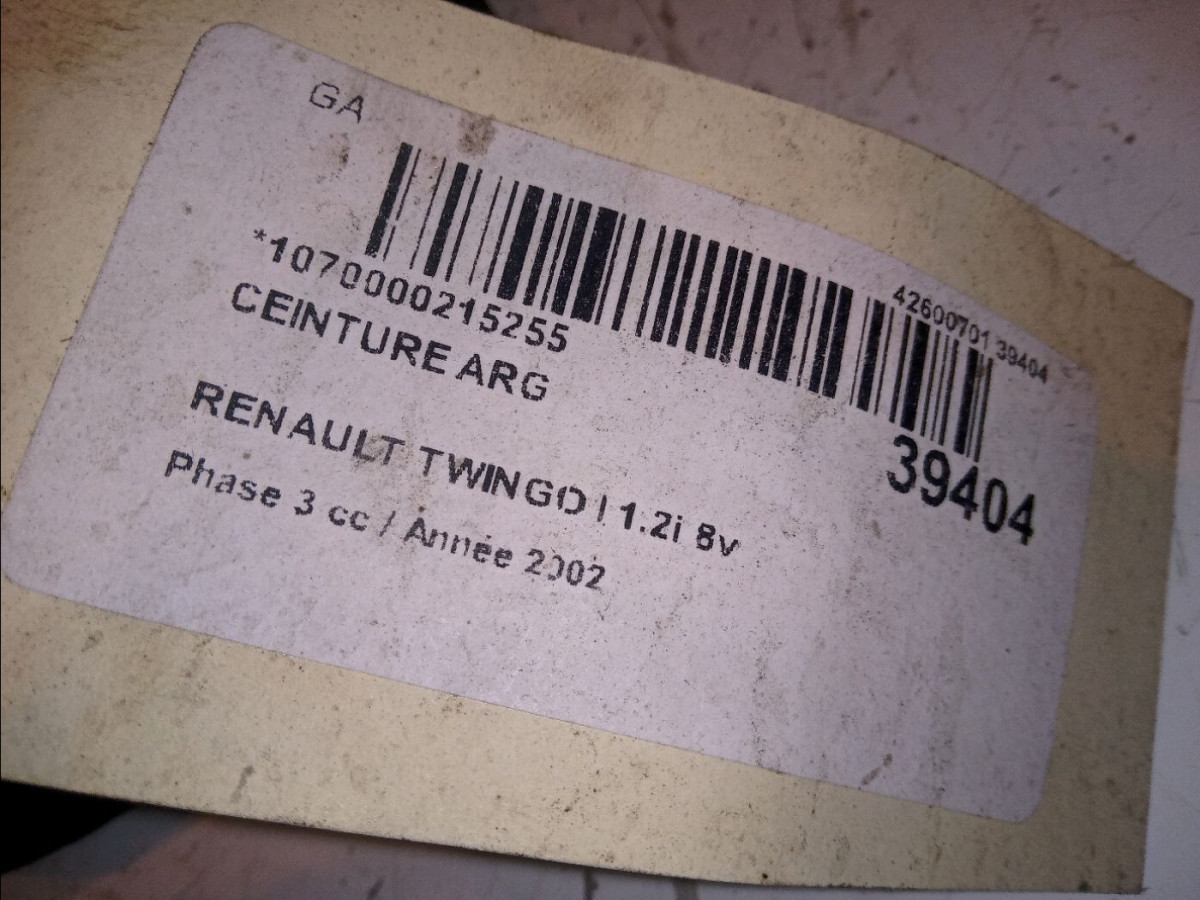 GA
42600701 39404
*1070000215255
39404
CEINTURE ARG
RENAULT TWINGO I 1.2i 8v
Phase 3 cc / Année 2002